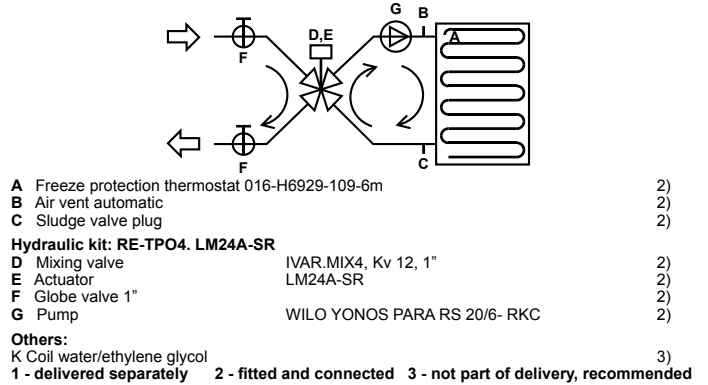 G
B
D,E
A
F
F
C
A Freeze protection thermostat 016-H6929-109-6m 2)
B Air vent automatic 2)
C Sludge valve plug 2)
Hydraulic kit: RE-TPO4. LM24A-SR
D Mixing valve IVAR.MIX4, Kv 12, 1” 2)
E Actuator LM24A-SR 2)
F Globe valve 1” 2)
G Pump WILO YONOS PARA RS 20/6- RKC 2)
Others:
K Coil water/ethylene glycol 3)
1 - delivered separately 2 - fitted and connected 3 - not part of delivery, recommended